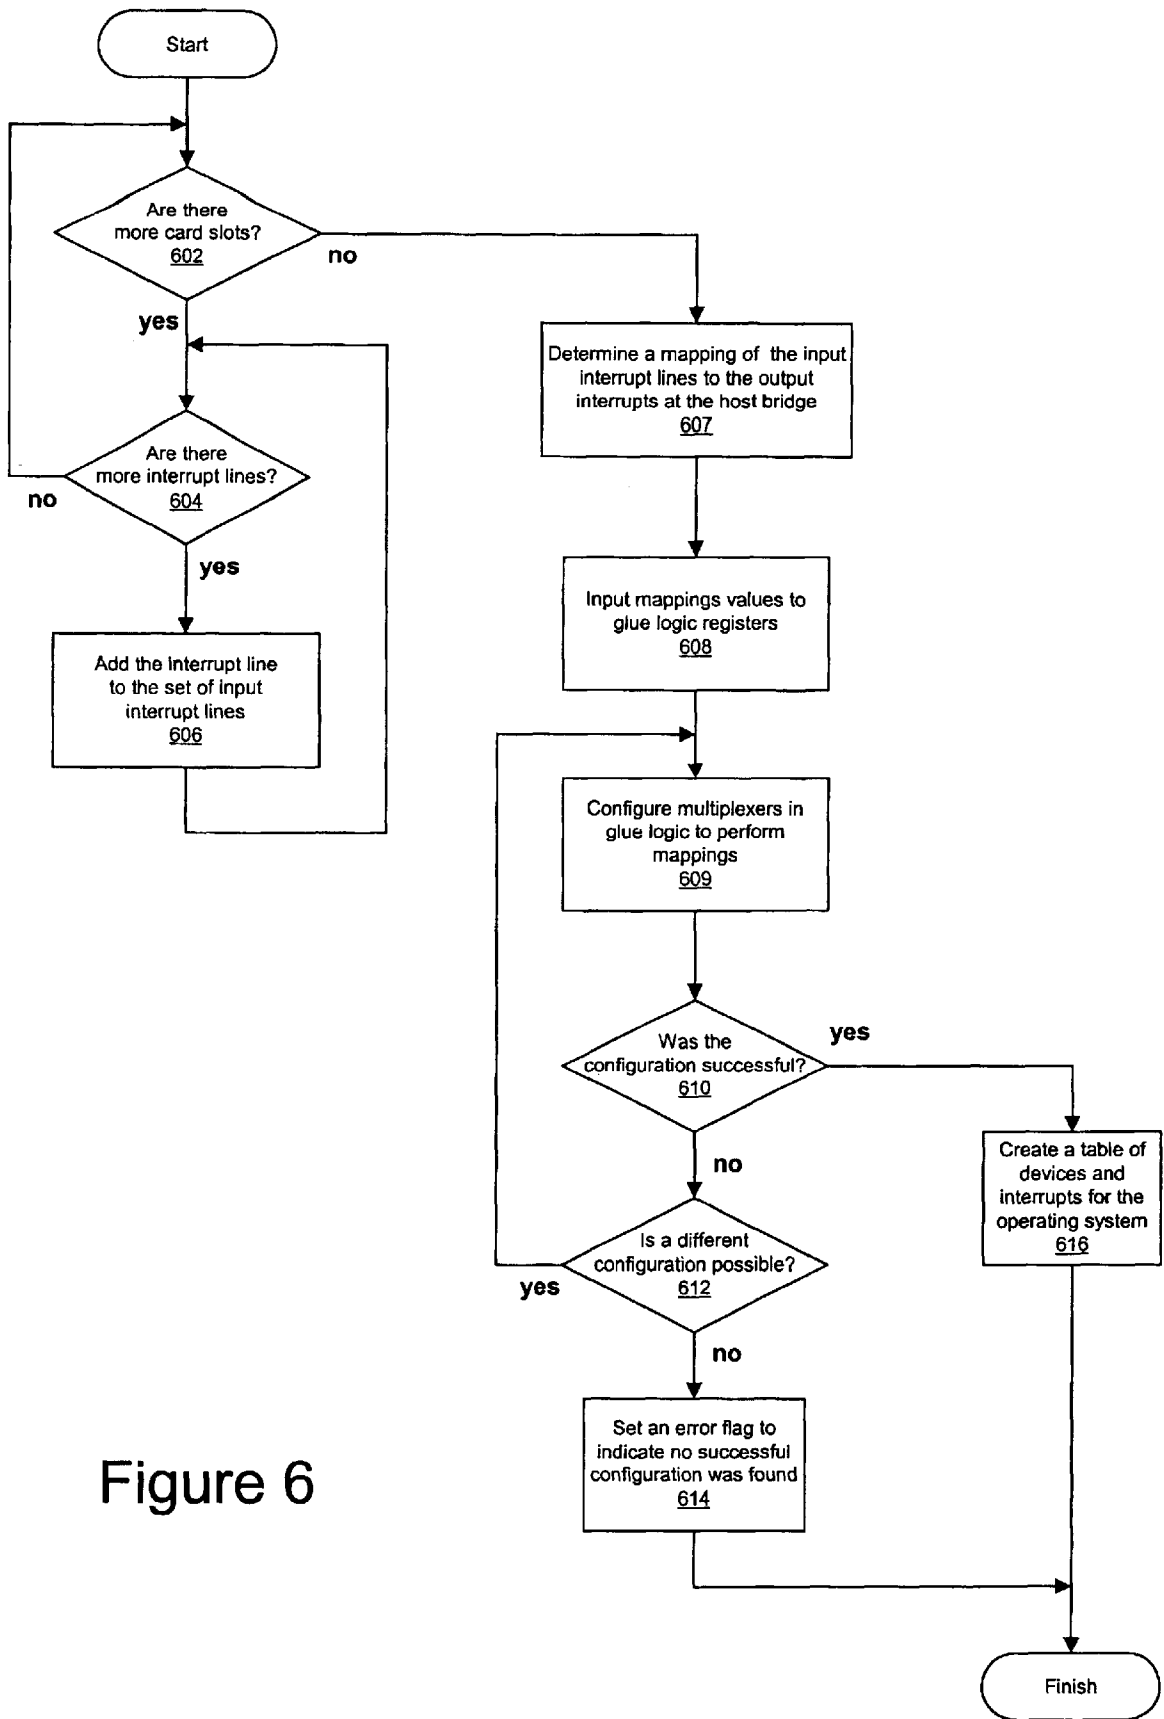 Start
Are there
more card slots?
602
no
yes
Determine a mapping of the input
interrupt lines to the output
interrupts at the host bridge
607
Are there
more interrupt lines?
604
no
yes
Input mappings values to
glue logic registers
608
Add the interrupt line
to the set of input
interrupt lines
606
Configure multiplexers in
glue logic to perform
mappings
609
Was the
configuration successful?
610
yes
no
Create a table of
devices and
interrupts for the
operating system
616
Is a different
configuration possible?
612
yes
no
Set an error flag to
indicate no successful
configuration was found
614
Figure 6
Finish